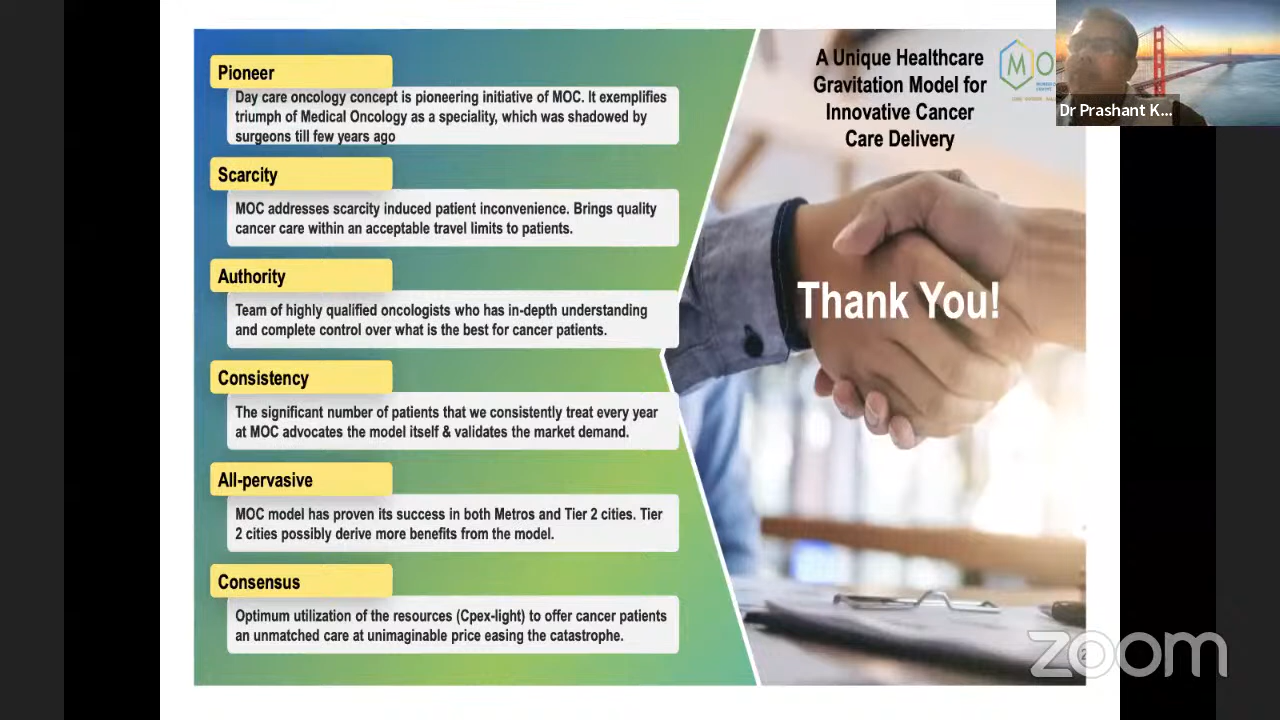 Pioneer
Day care oncology concept is pioneering initiative of MOC. It exemplifies
triumph of Medical Oncology as a speciality, which was shadowed by
surgeons till few years ago
Scarcity
MOC addresses scarcity induced patient inconvenience. Brings quality
cancer care within an acceptable travel limits to patients.
Authority
Team of highly qualified oncologists who has in-depth understanding
and complete control over what is the best for cancer patients.
Consistency
The significant number of patients that we consistently treat every year
at MOC advocates the model itself & validates the market demand.
All-pervasive
MOC model has proven its success in both Metros and Tier 2 cities. Tier
2 cities possibly derive more benefits from the model.
Consensus
Optimum utilization of the resources (Cpex-light) to offer cancer patients
an unmatched care at unimaginable price easing the catastrophe.
A Unique Healthcare
Gravitation Model for
Innovative Cancer
Care Delivery
MO
Thank You!
Dr Prashant K...
zoom